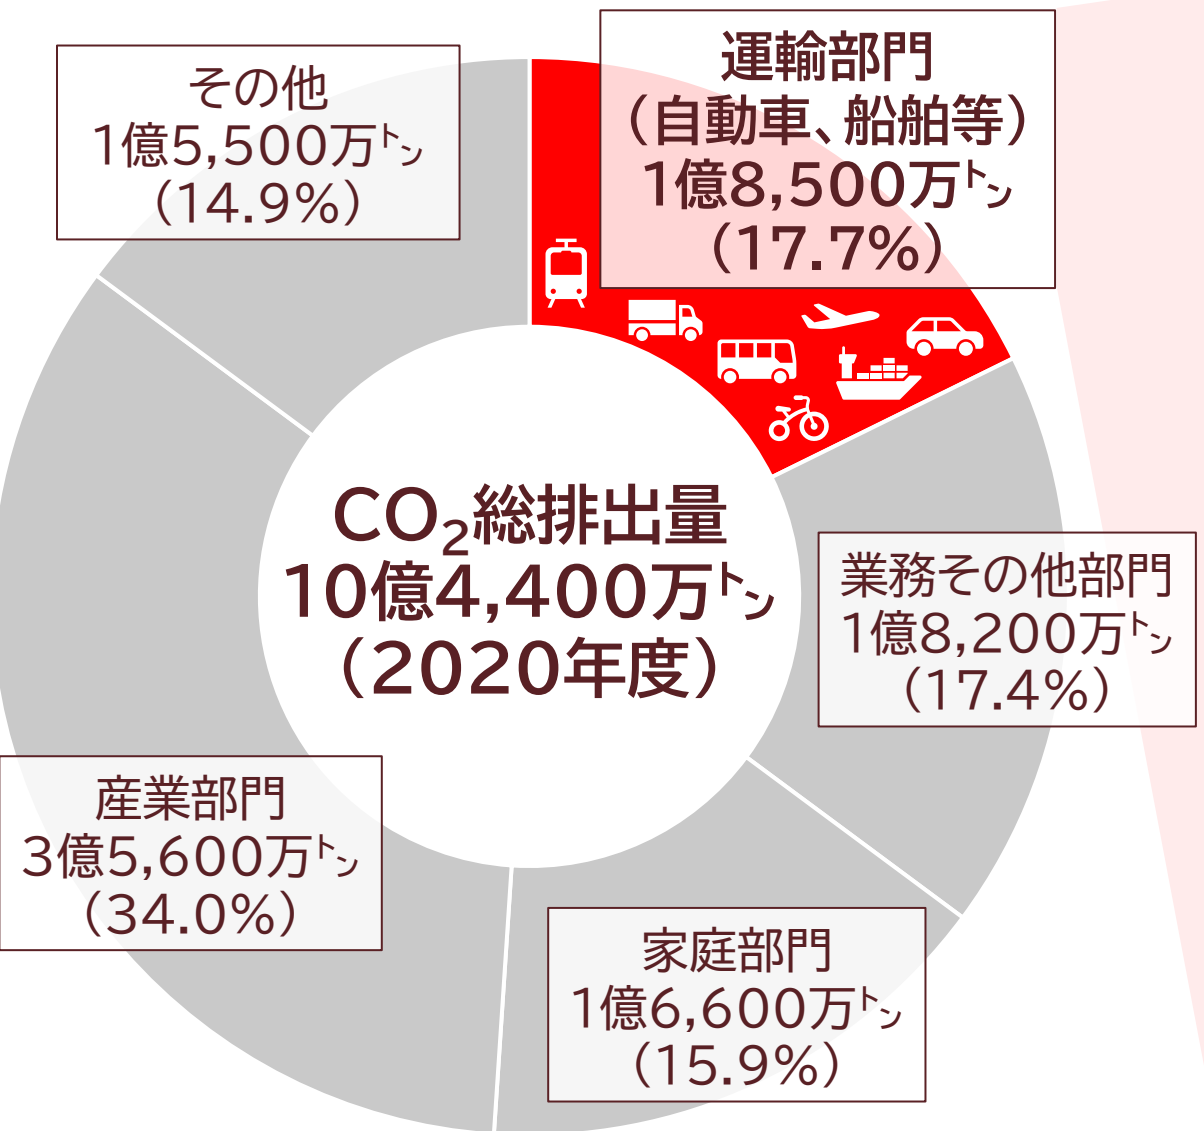 その他
1億5,500万㌧
(14.9%)
運輸部門
(自動車、船舶等)
1億8,500万㌧
(17.7%)
CO₂総排出量
10億4,400万㌧
(2020年度)
業務その他部門
1億8,200万㌧
(17.4%)
産業部門
3億5,600万㌧
(34.0%)
家庭部門
1億6,600万㌧
(15.9%)